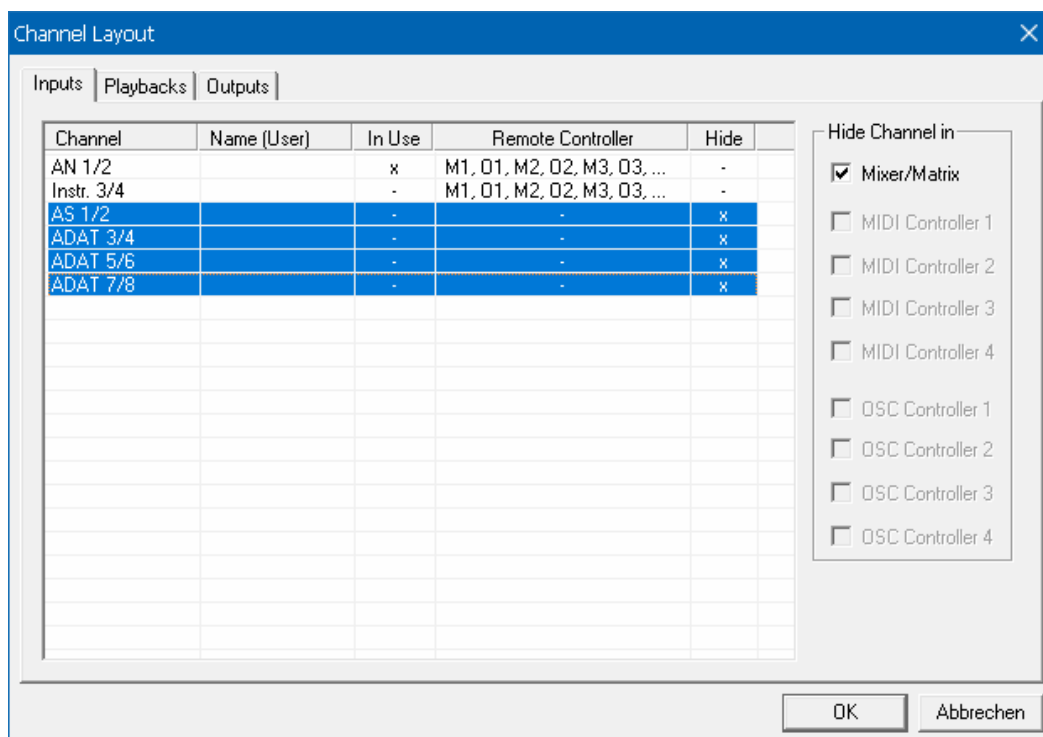 Channel Layout
Inputs Playbacks Outputs
Channel Name (User) In Use Remote Controller Hide
AN 1/2 x M1, O1, M2, O2, M3, O3, ... -
Instr. 3/4 - M1, O1, M2, O2, M3, O3, ... -
AS 1/2 - - x
ADAT 3/4 - - x
ADAT 5/6 - - x
ADAT 7/8 - - x
Hide Channel in
Mixer/Matrix
MIDI Controller 1
MIDI Controller 2
MIDI Controller 3
MIDI Controller 4
OSC Controller 1
OSC Controller 2
OSC Controller 3
OSC Controller 4
OK Abbrechen